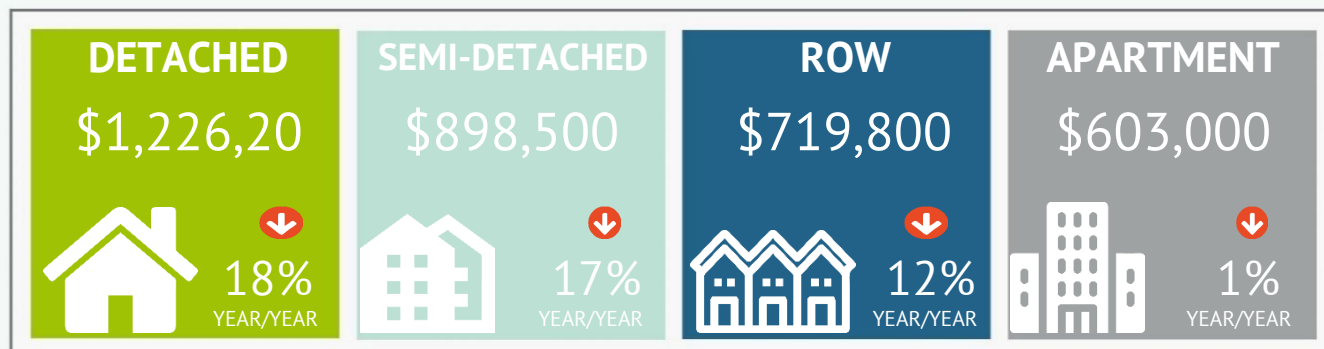 DETACHED
$1,226,20
18%
YEAR/YEAR
SEMI-DETACHED
$898,500
17%
YEAR/YEAR
ROW
$719,800
12%
YEAR/YEAR
APARTMENT
$603,000
1%
YEAR/YEAR